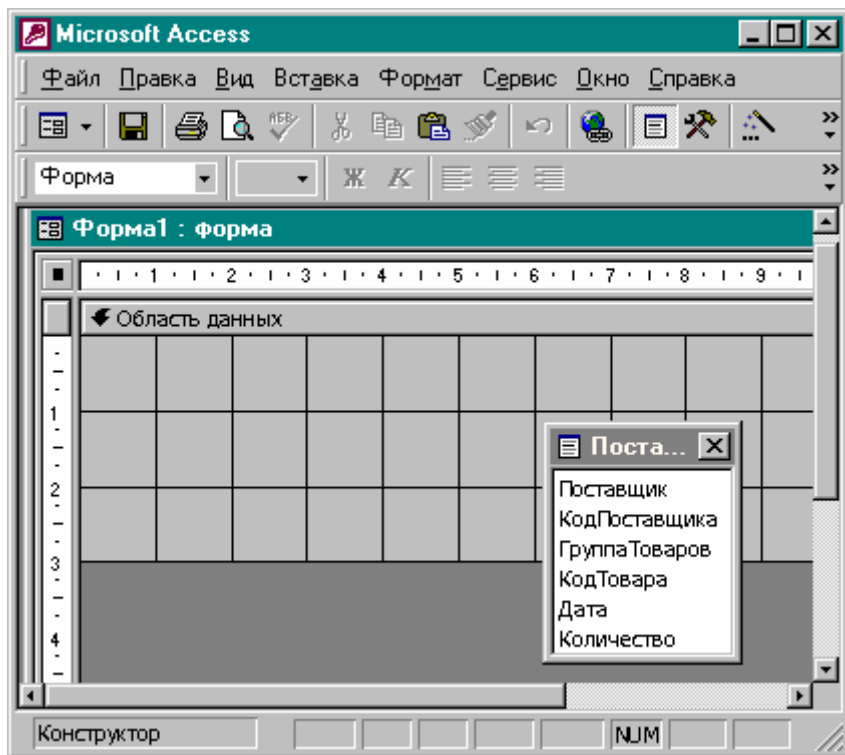 Microsoft Access
Файл Правка Вид Вставка Формат Сервис Окно Справка
АБВ
Форма Ж К
Форма1 : форма
1 2 3 4 5 6 7 8 9
Область данных
1
2
3
4
Поста...
Поставщик
КодПоставщика
ГруппаТоваров
КодТовара
Дата
Количество
Конструктор NUM